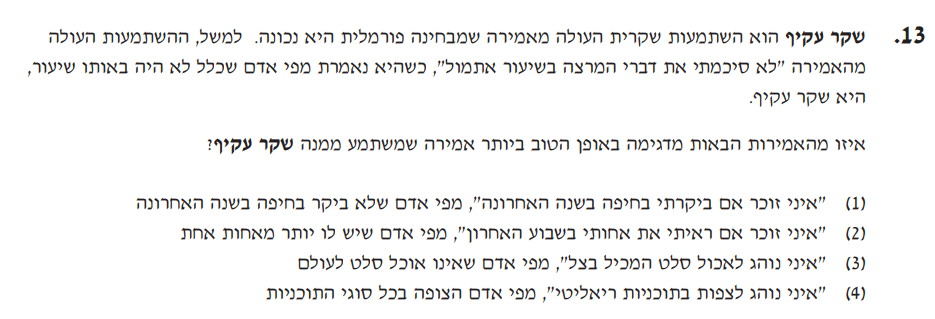 13. שקר עקיף הוא השתמעות שקרית העולה מאמירה שמבחינה פורמלית היא נכונה. למשל, ההשתמעות העולה
מהאמירה "לא סיכמתי את דברי המרצה בשיעור אתמול", כשהיא נאמרת מפי אדם שכלל לא היה באותו שיעור,
היא שקר עקיף.
איזו מהאמירות הבאות מדגימה באופן הטוב ביותר אמירה שמשתמע ממנה שקר עקיף?
(1) "איני זוכר אם ביקרתי בחיפה בשנה האחרונה", מפי אדם שלא ביקר בחיפה בשנה האחרונה
(2) "איני זוכר אם ראיתי את אחותי בשבוע האחרון", מפי אדם שיש לו יותר מאחות אחת
(3) "איני נוהג לאכול סלט המכיל בצל", מפי אדם שאינו אוכל סלט לעולם
(4) "איני נוהג לצפות בתוכניות ריאליטי", מפי אדם הצופה בכל סוגי התוכניות